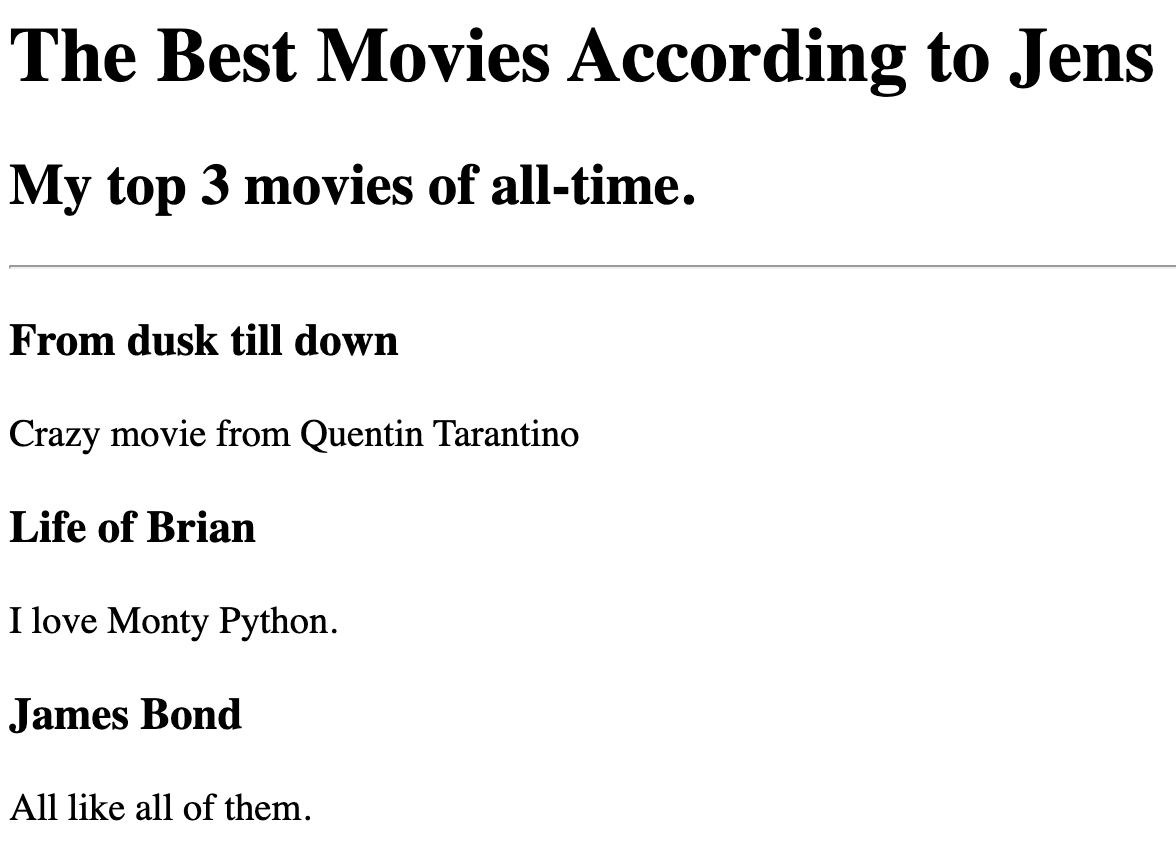 The Best Movies According to Jens
My top 3 movies of all-time.
From dusk till down
Crazy movie from Quentin Tarantino
Life of Brian
I love Monty Python.
James Bond
All like all of them.